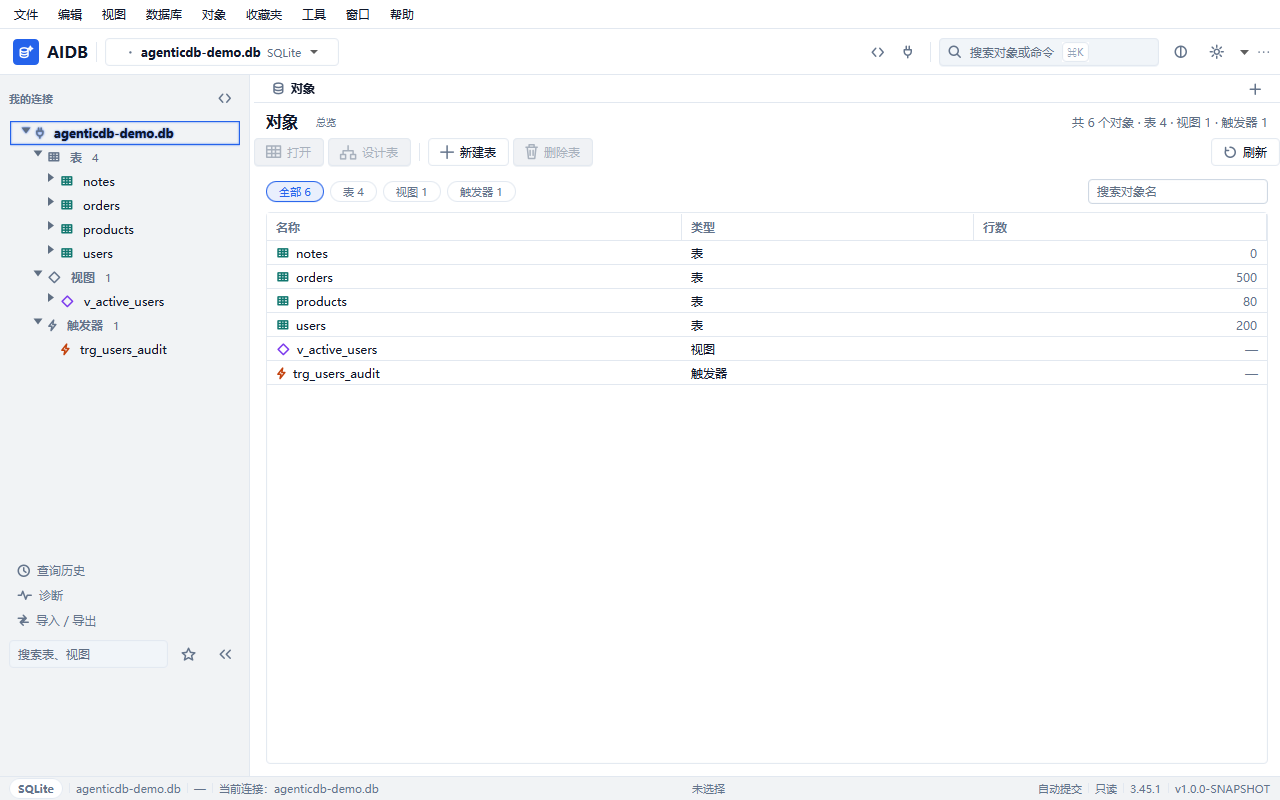 文件 编辑 视图 数据库 对象 收藏夹 工具 窗口 帮助
AIDB · agenticdb-demo.db SQLite 搜索对象或命令 ⌘K
我的连接
agenticdb-demo.db
表 4
notes
orders
products
users
视图 1
v_active_users
触发器 1
trg_users_audit
查询历史
诊断
导入 / 导出
搜索表、视图
对象
对象 总览 共 6 个对象 · 表 4 · 视图 1 · 触发器 1
打开 设计表 新建表 删除表 刷新
全部 6 表 4 视图 1 触发器 1 搜索对象名
名称 类型 行数
notes 表 0
orders 表 500
products 表 80
users 表 200
v_active_users 视图 —
trg_users_audit 触发器 —
SQLite agenticdb-demo.db — 当前连接: agenticdb-demo.db 未选择 自动提交 只读 3.45.1 v1.0.0-SNAPSHOT